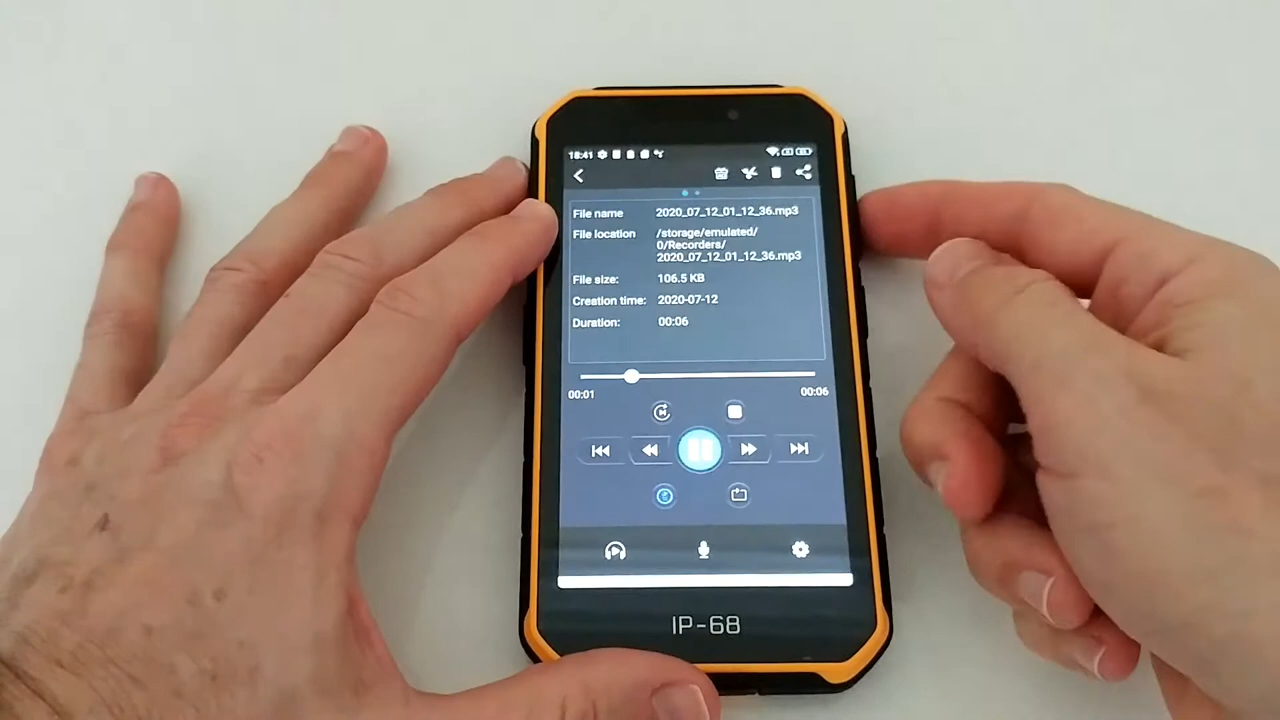 18:41
File name 2020_07_12_01_12_36.mp3
File location /storage/emulated/
0/Recorders/
2020_07_12_01_12_36.mp3
File size: 106.5 KB
Creation time: 2020-07-12
Duration: 00:06
00:01 00:06
IP-68